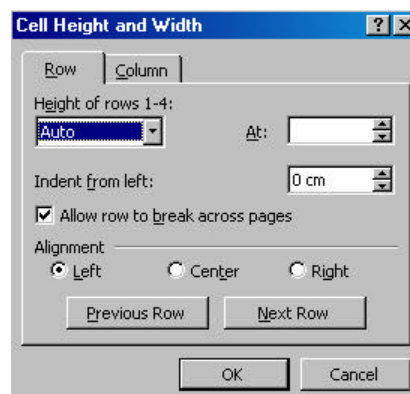 Cell Height and Width
Row Column
Height of rows 1-4:
Auto At:
Indent from left: 0 cm
Allow row to break across pages
Alignment
Left Center Right
Previous Row Next Row
OK Cancel